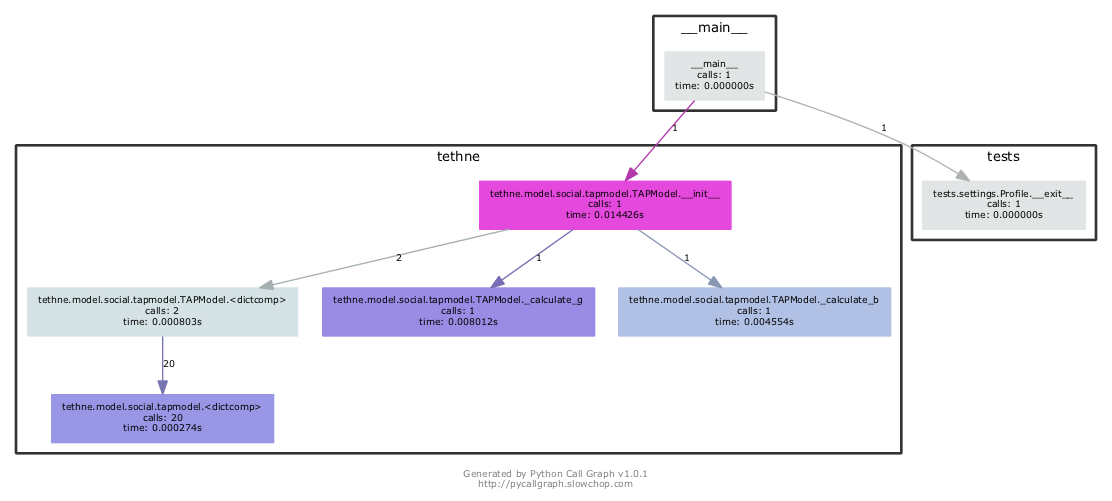 __main__
__main__
calls: 1
time: 0.000000s
1
1
tethne
tests
tethne.model.social.tapmodel.TAPModel.__init__
calls: 1
time: 0.014426s
tests.settings.Profile.__exit__
calls: 1
time: 0.000000s
2
1
1
tethne.model.social.tapmodel.TAPModel.<dictcomp>
calls: 2
time: 0.000803s
tethne.model.social.tapmodel.TAPModel._calculate_g
calls: 1
time: 0.008012s
tethne.model.social.tapmodel.TAPModel._calculate_b
calls: 1
time: 0.004554s
20
tethne.model.social.tapmodel.<dictcomp>
calls: 20
time: 0.000274s
Generated by Python Call Graph v1.0.1
http://pycallgraph.slowchop.com